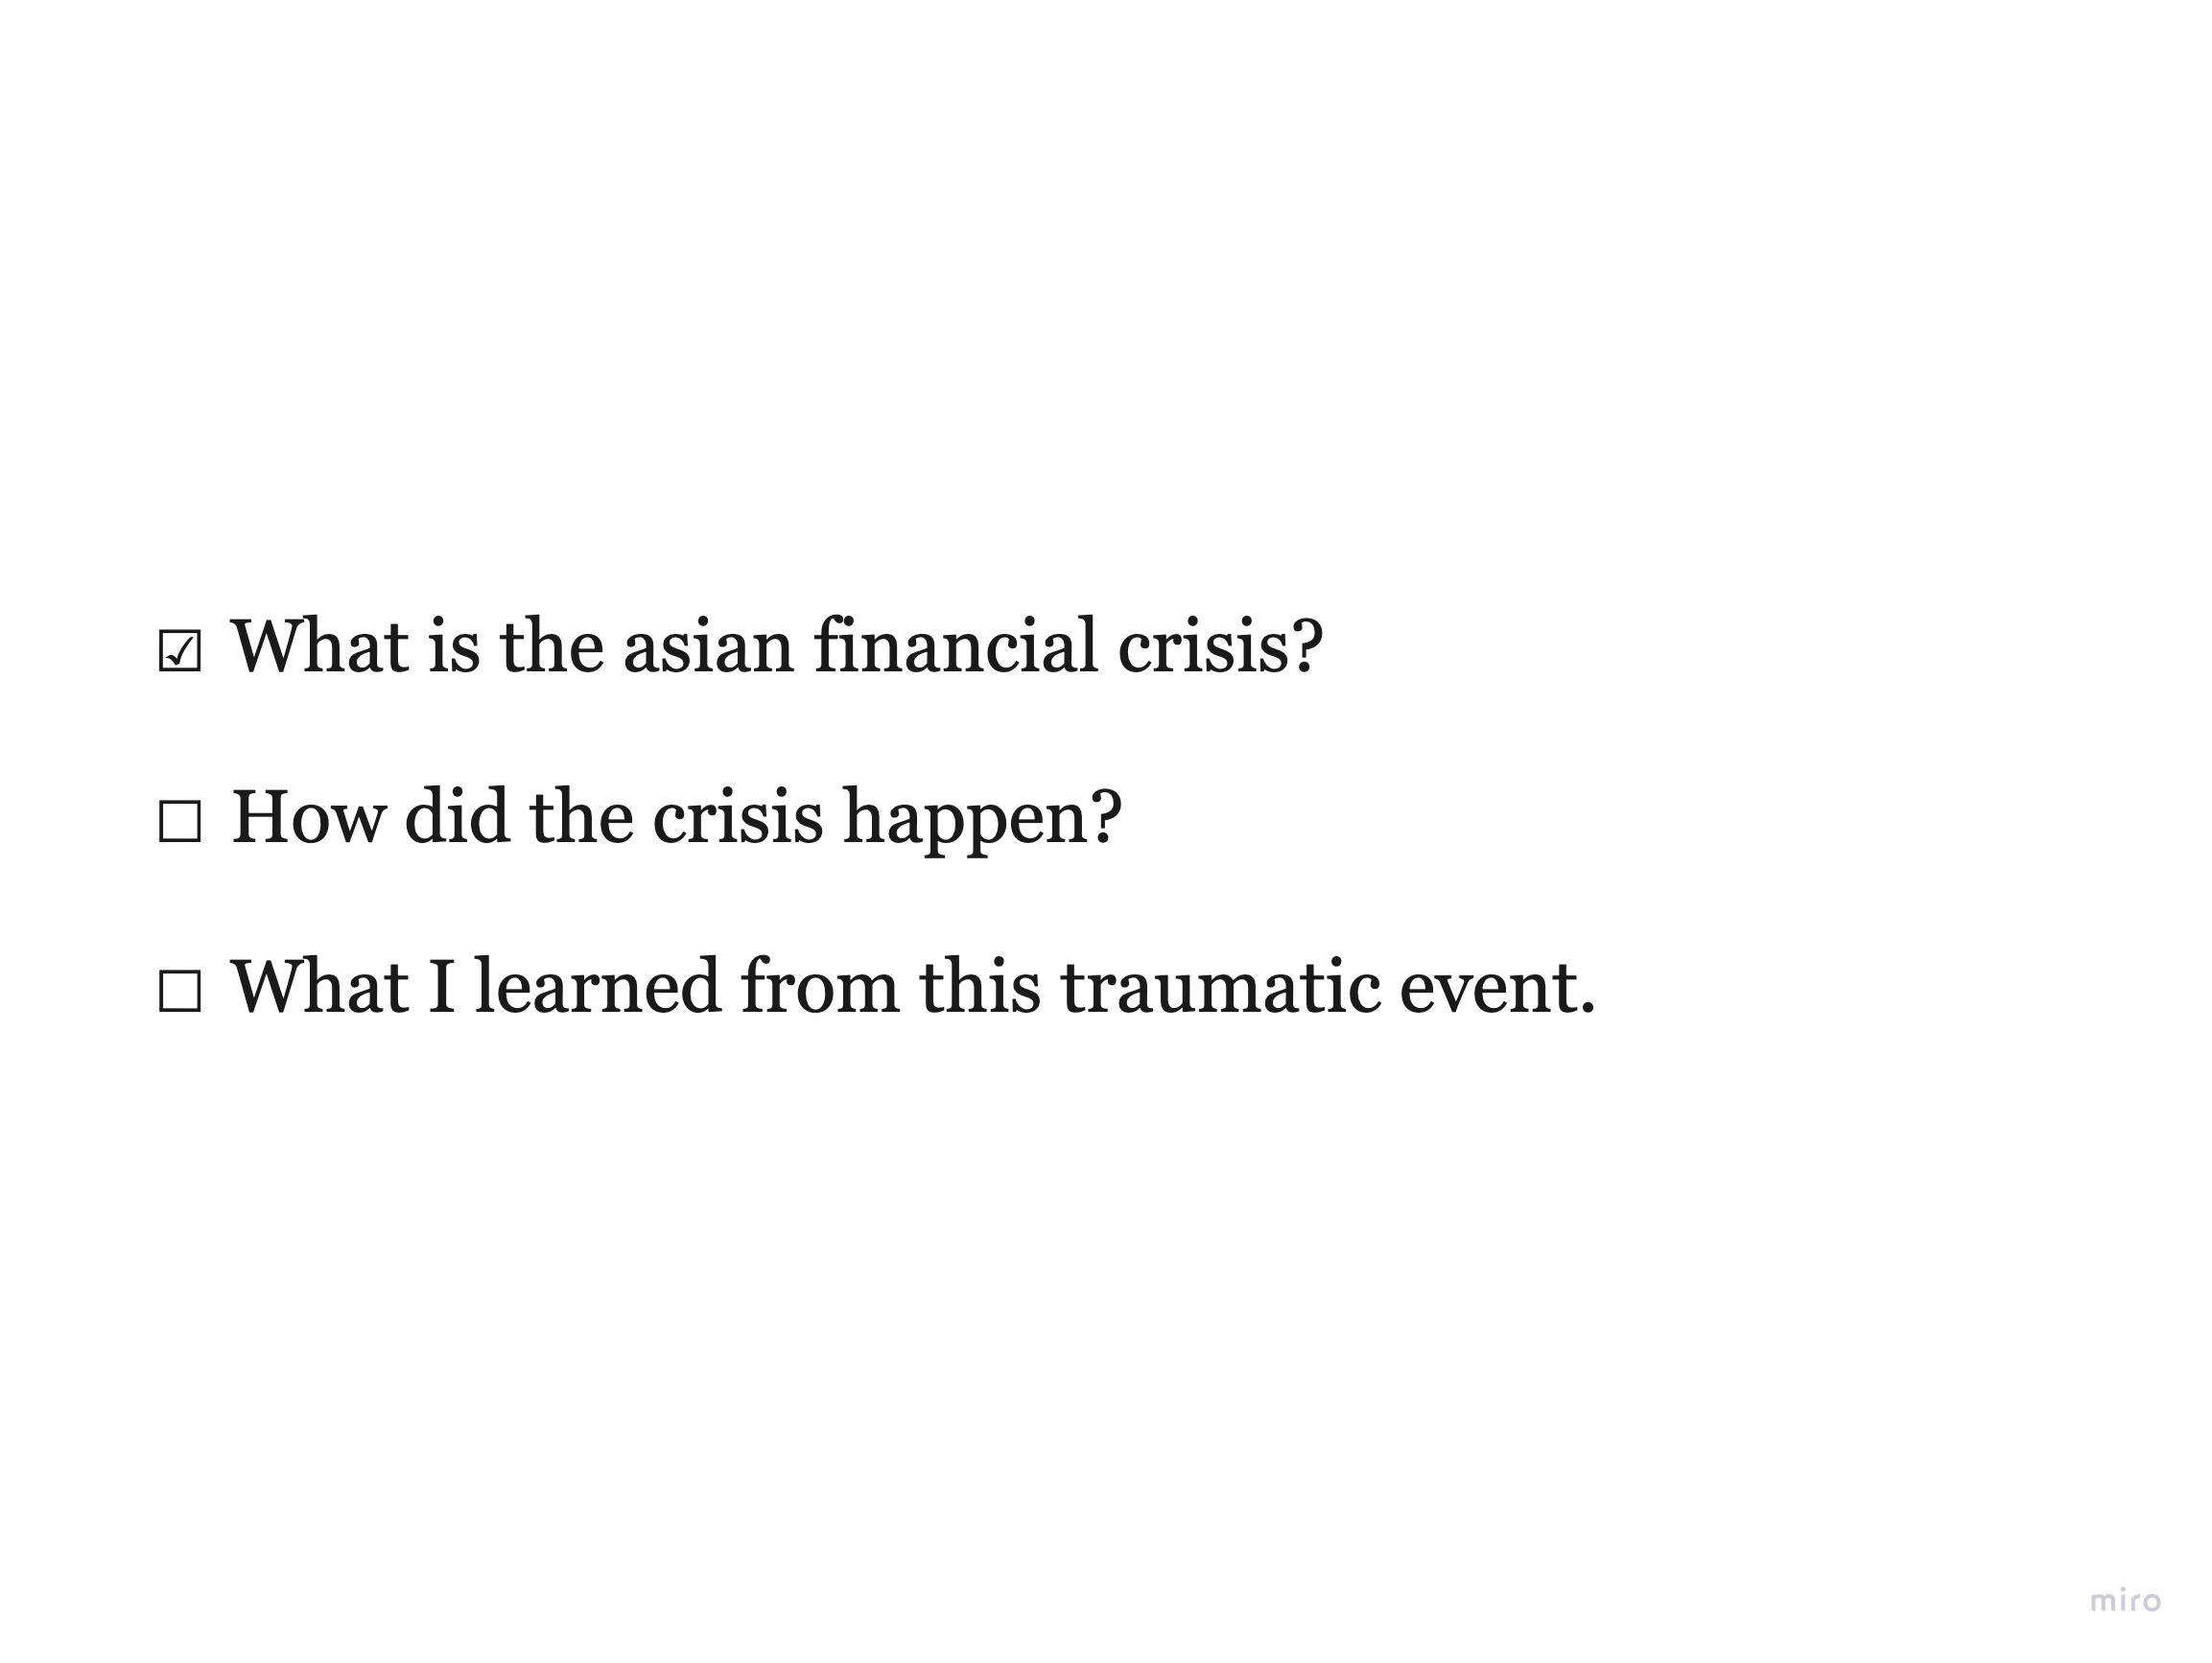 ☑ What is the asian financial crisis?
☐ How did the crisis happen?
☐ What I learned from this traumatic event.
miro